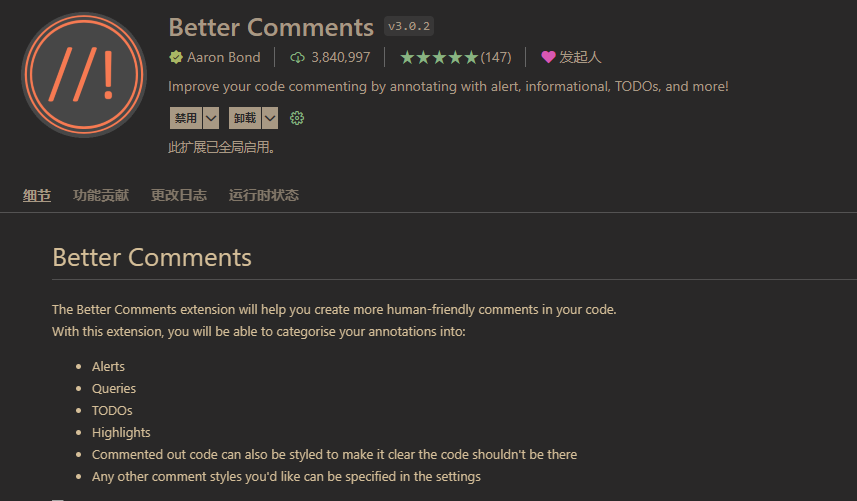 //!
Better Comments v3.0.2
Aaron Bond 3,840,997 ★★★★★(147) 发起人
Improve your code commenting by annotating with alert, informational, TODOs, and more!
禁用 卸载
此扩展已全局启用。
细节 功能贡献 更改日志 运行时状态
Better Comments
The Better Comments extension will help you create more human-friendly comments in your code.
With this extension, you will be able to categorise your annotations into:
• Alerts
• Queries
• TODOs
• Highlights
• Commented out code can also be styled to make it clear the code shouldn't be there
• Any other comment styles you'd like can be specified in the settings